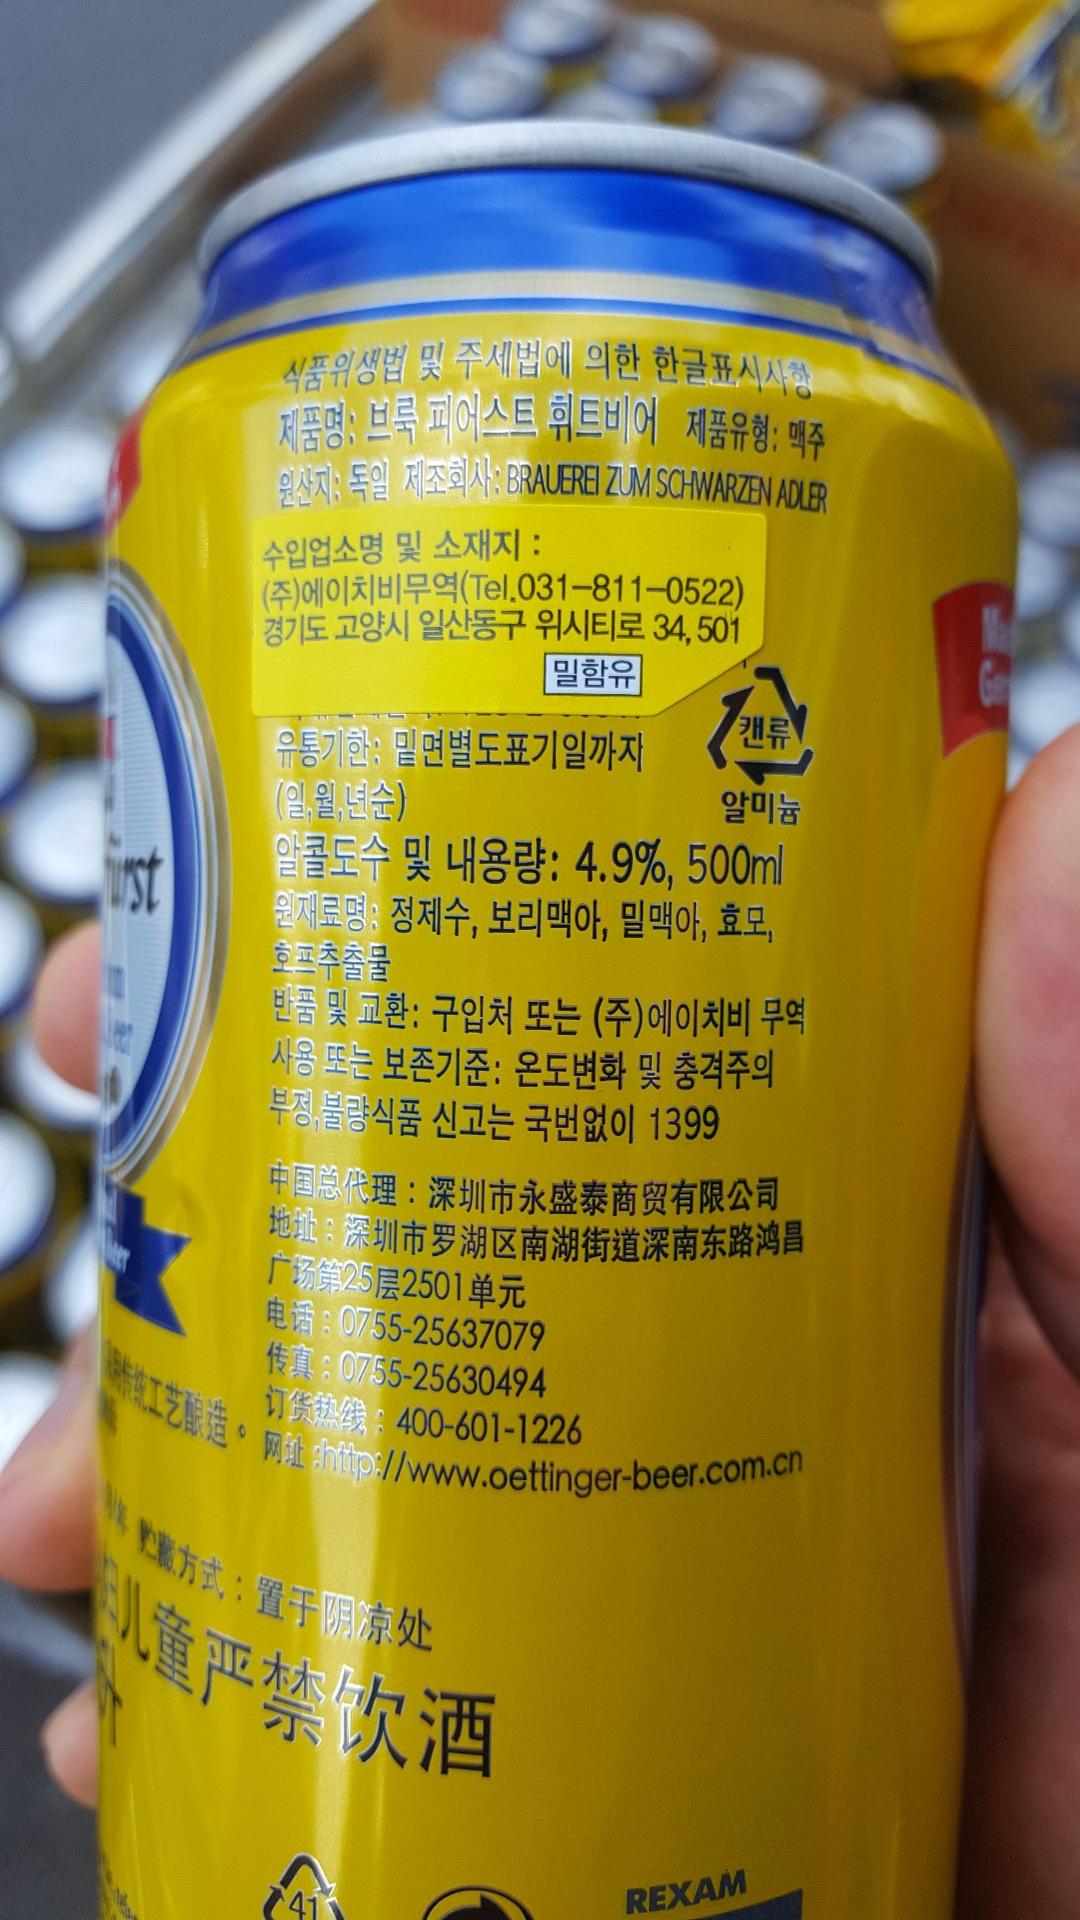 식품위생법 및 주세법에 의한 한글표시사항
제품명: 브룩 피어스트 휘트비어 제품유형: 맥주
원산지: 독일 제조회사: BRAUEREI ZUM SCHWARZEN ADLER
수입업소명 및 소재지 :
(주)에이치비무역(Tel.031-811-0522)
경기도 고양시 일산동구 위시티로 34, 501
밀함유
유통기한: 밑면별도표기일까지
(일,월,년순)
캔류
알미늄
알콜도수 및 내용량: 4.9%, 500ml
원재료명: 정제수, 보리맥아, 밀맥아, 효모,
호프추출물
반품 및 교환: 구입처 또는 (주)에이치비 무역
사용 또는 보존기준: 온도변화 및 충격주의
부정,불량식품 신고는 국번없이 1399
中国总代理：深圳市永盛泰商贸有限公司
地址：深圳市罗湖区南湖街道深南东路鸿昌
广场第25层2501单元
电话：0755-25637079
传真：0755-25630494
订货热线：400-601-1226
网址:http://www.oettinger-beer.com.cn
传统工艺酿造。
贮藏方式：置于阴凉处
儿童严禁饮酒
41
REXAM